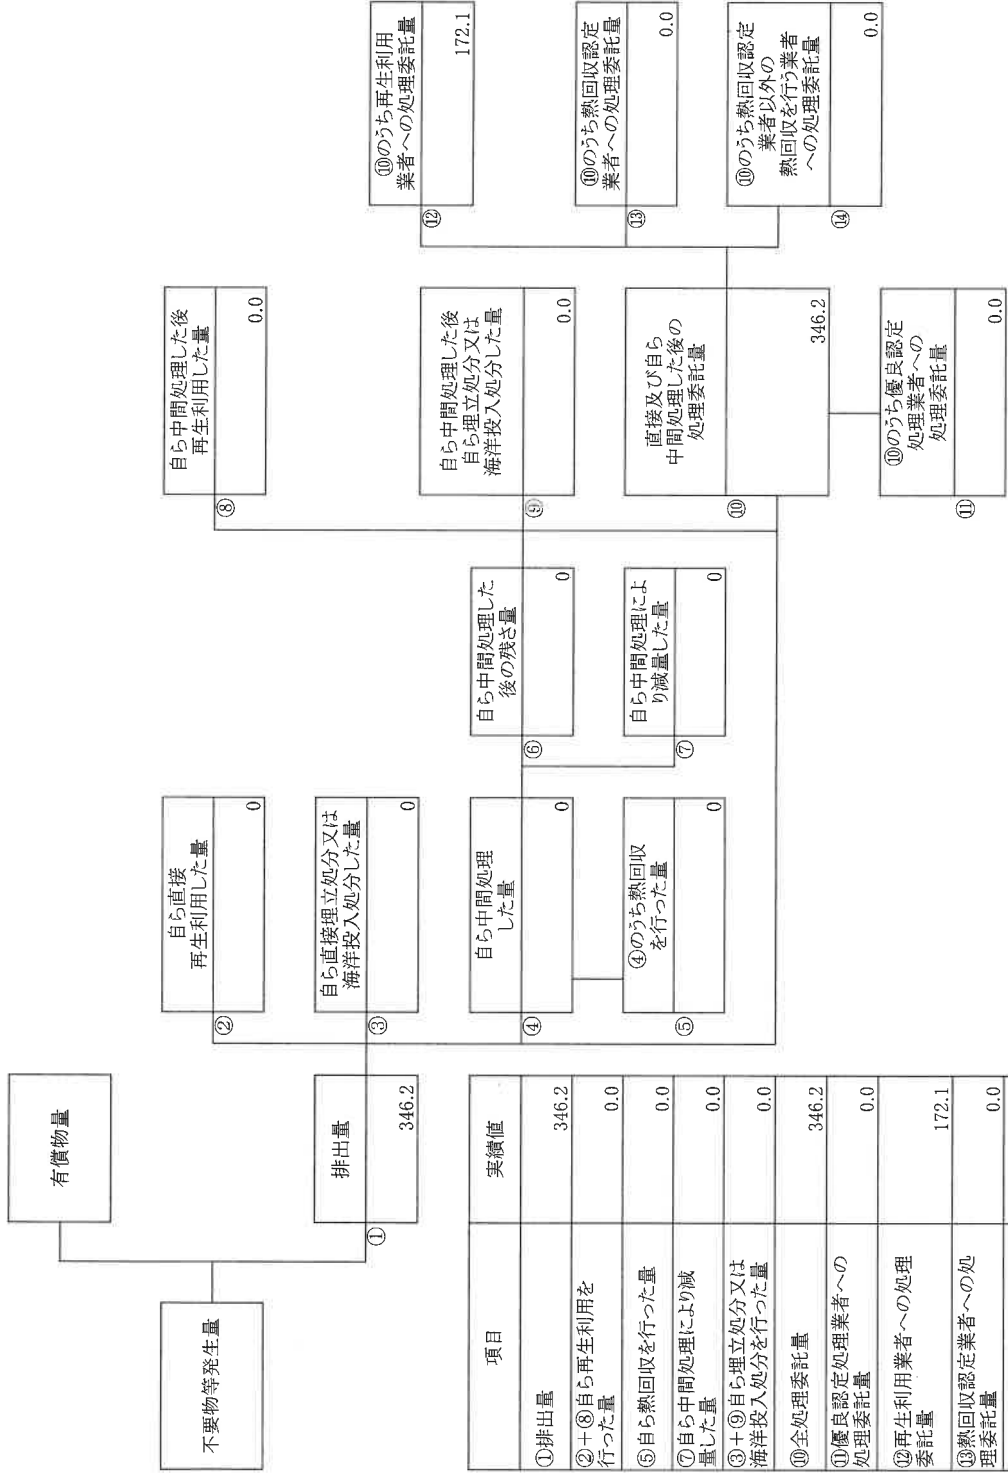 不要物等発生量
有償物量
①
排出量
346.2
②
自ら直接
再生利用した量
0
③
自ら直接埋立処分又は
海洋投入処分した量
0
④
自ら中間処理
した量
0
⑤
④のうち熱回収
を行った量
0
⑥
自ら中間処理した
後の残さ量
0
⑦
自ら中間処理によ
り減量した量
0
⑧
自ら中間処理した後
再生利用した量
0.0
⑨
自ら中間処理した後
自ら埋立処分又は
海洋投入処分した量
0.0
⑩
直接及び自ら
中間処理した後の
処理委託量
346.2
⑪
⑩のうち優良認定
処理業者への
処理委託量
0.0
⑫
⑩のうち再生利用
業者への処理委託量
172.1
⑬
⑩のうち熱回収認定
業者への処理委託量
0.0
⑭
⑩のうち熱回収認定
業者以外の
熱回収を行う業者
への処理委託量
0.0
項目 実績値
①排出量 346.2
②＋⑧自ら再生利用を
行った量 0.0
⑤自ら熱回収を行った量 0.0
⑦自ら中間処理により減
量した量 0.0
③＋⑨自ら埋立処分又は
海洋投入処分を行った量 0.0
⑩全処理委託量 346.2
⑪優良認定処理業者への
処理委託量 0.0
⑫再生利用業者への処理
委託量 172.1
⑬熱回収認定業者への処
理委託量 0.0